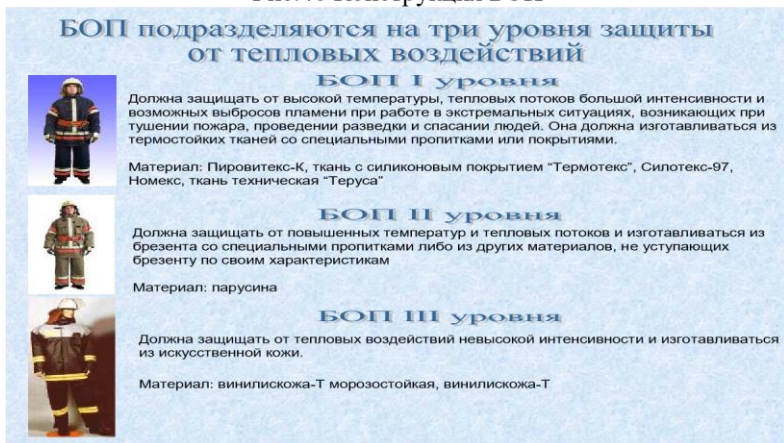 БОП подразделяются на три уровня защиты
от тепловых воздействий
БОП I уровня
Должна защищать от высокой температуры, тепловых потоков большой интенсивности и
возможных выбросов пламени при работе в экстремальных ситуациях, возникающих при
тушении пожара, проведении разведки и спасании людей. Она должна изготавливаться из
термостойких тканей со специальными пропитками или покрытиями.
Материал: Пировитекс-К, ткань с силиконовым покрытием "Термотекс", Силотекс-97,
Номекс, ткань техническая "Теруса"
БОП II уровня
Должна защищать от повышенных температур и тепловых потоков и изготавливаться из
брезента со специальными пропитками либо из других материалов, не уступающих
брезенту по своим характеристикам
Материал: парусина
БОП III уровня
Должна защищать от тепловых воздействий невысокой интенсивности и изготавливаться
из искусственной кожи.
Материал: винилискожа-Т морозостойкая, винилискожа-Т